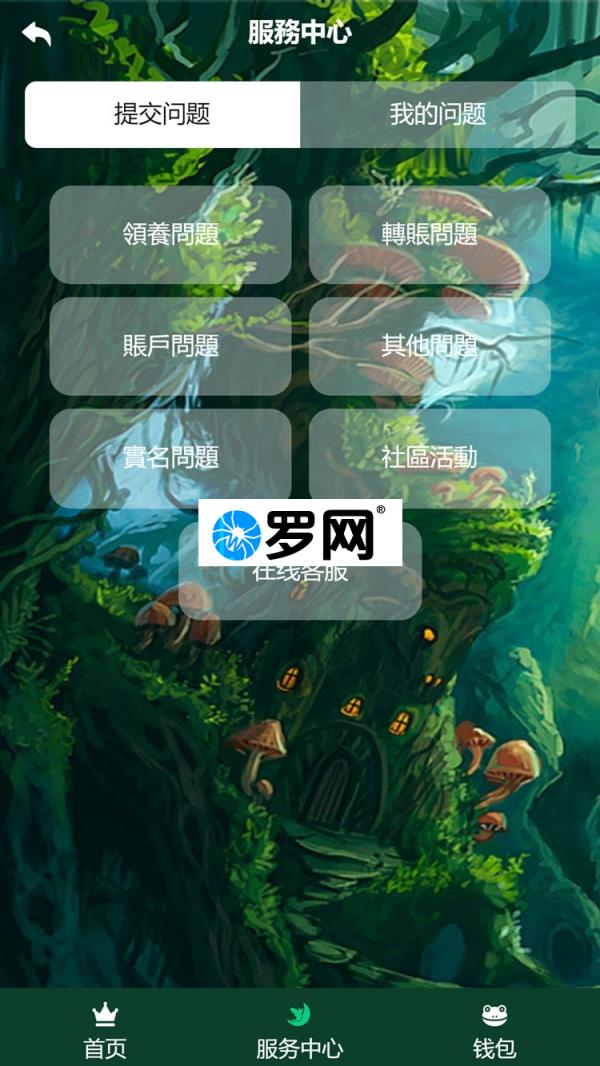 服務中心
提交问题
我的问题
領養問題
轉賬問題
賬戶問題
其他問題
實名問題
社區活動
罗网®
在线客服
首页
服务中心
钱包